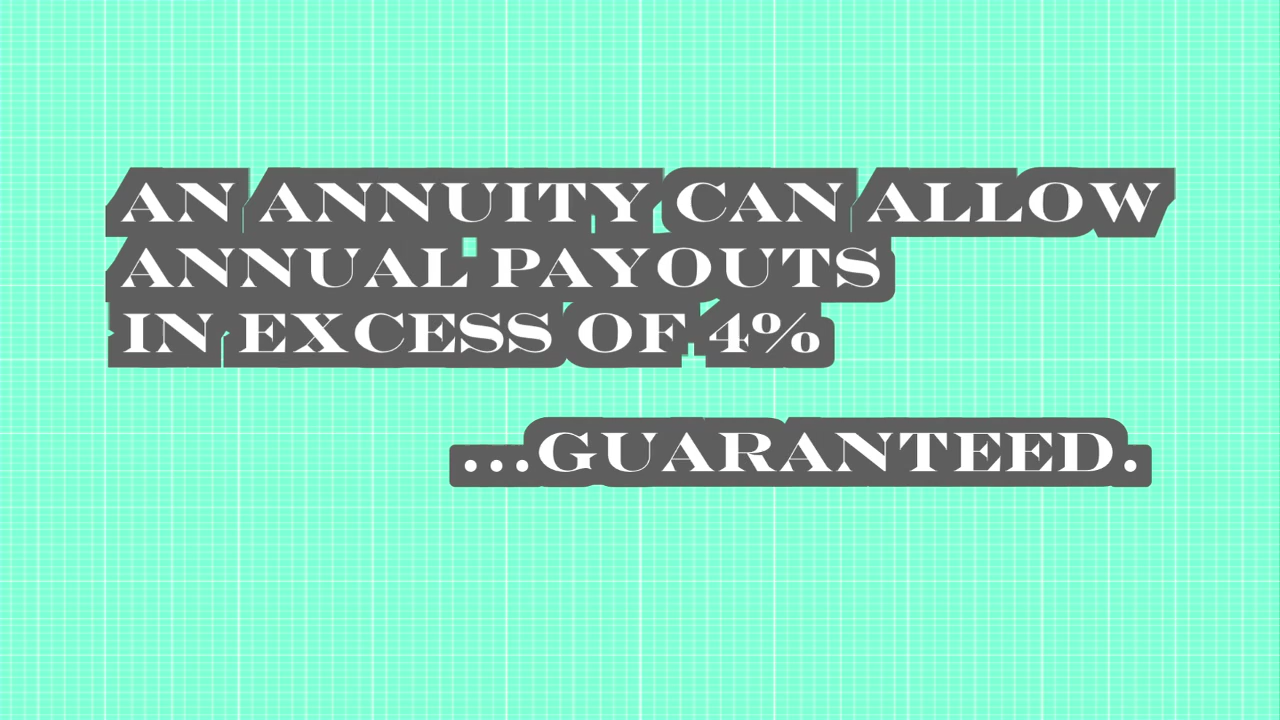 AN ANNUITY CAN ALLOW
ANNUAL PAYOUTS
IN EXCESS OF 4%
...GUARANTEED.